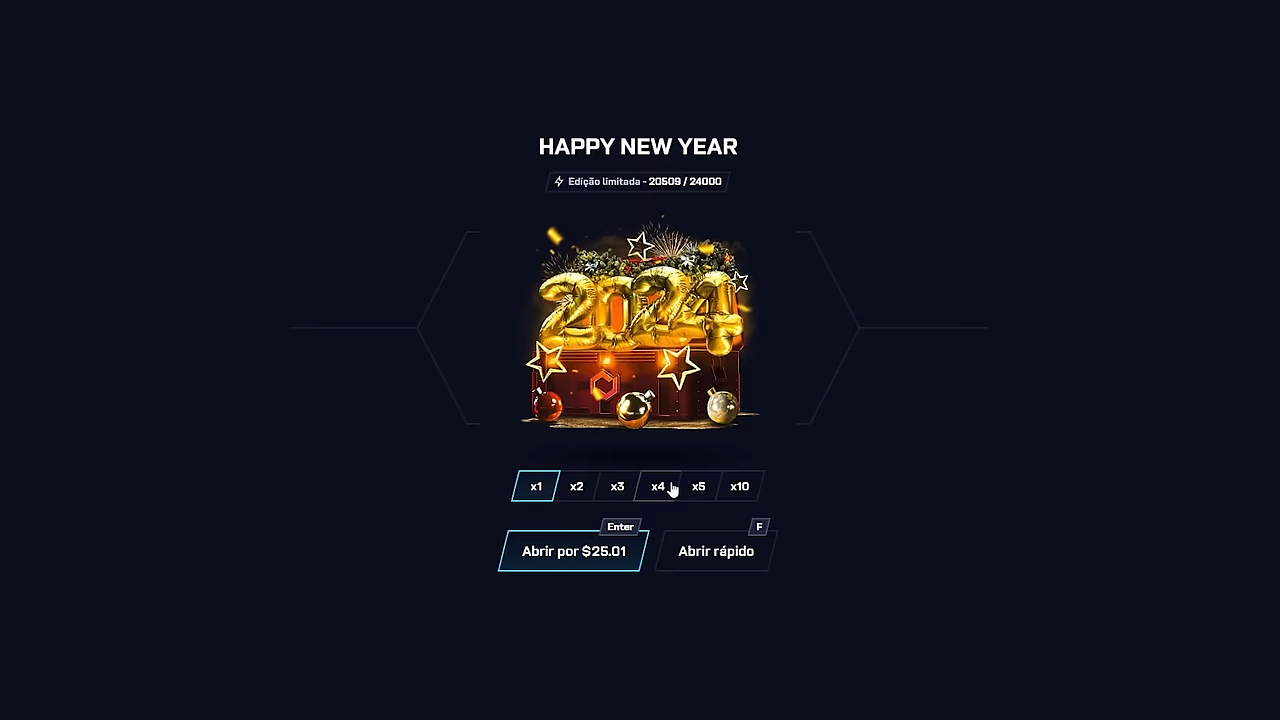 HAPPY NEW YEAR
Edição limitada - 20509 / 24000
2024
x1 x2 x3 x4 x5 x10
Enter F
Abrir por $25.01 Abrir rápido